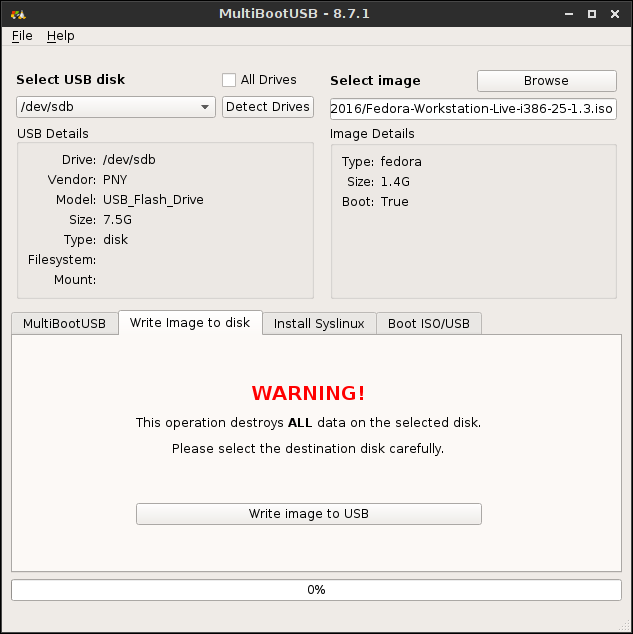 MultiBootUSB - 8.7.1
File Help
Select USB disk All Drives
/dev/sdb Detect Drives
USB Details
Drive: /dev/sdb
Vendor: PNY
Model: USB_Flash_Drive
Size: 7.5G
Type: disk
Filesystem:
Mount:
Select image Browse
2016/Fedora-Workstation-Live-i386-25-1.3.iso
Image Details
Type: fedora
Size: 1.4G
Boot: True
MultiBootUSB Write Image to disk Install Syslinux Boot ISO/USB
WARNING!
This operation destroys ALL data on the selected disk.
Please select the destination disk carefully.
Write image to USB
0%